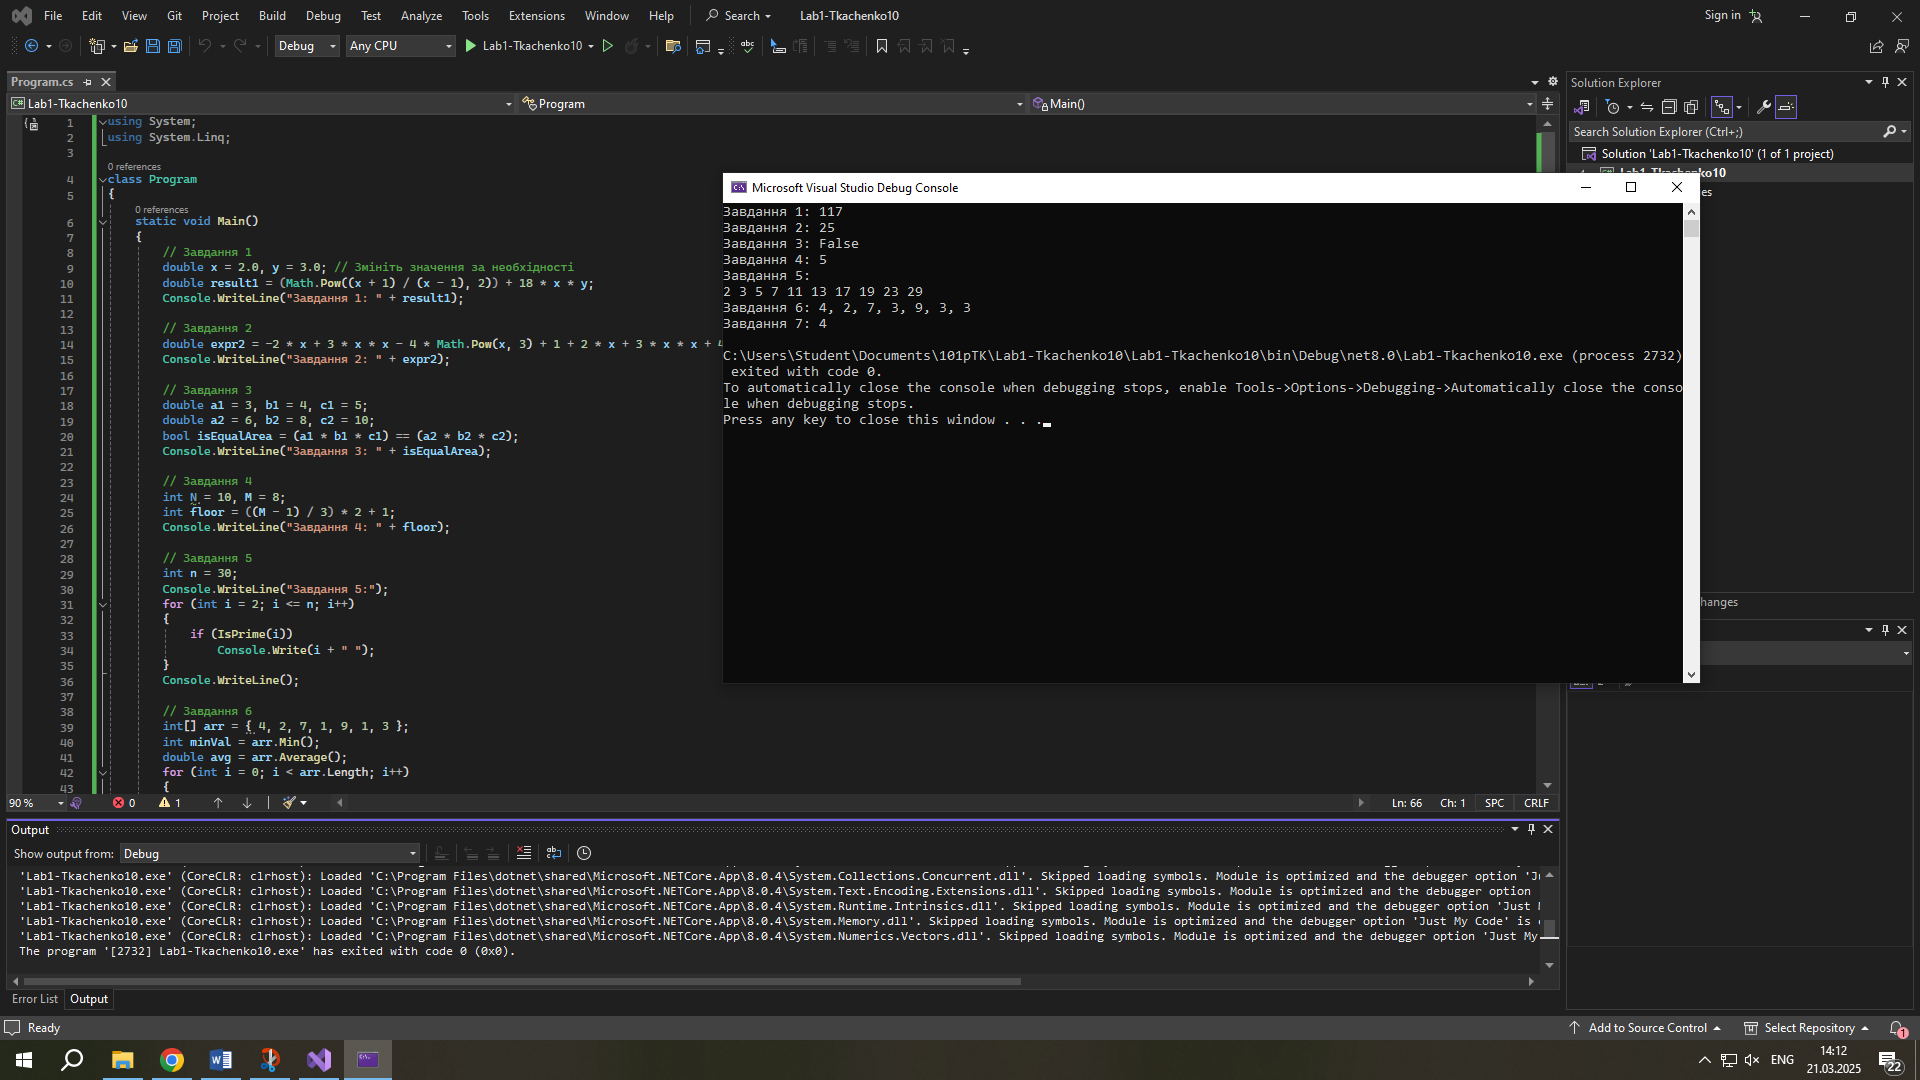 File Edit View Git Project Build Debug Test Analyze Tools Extensions Window Help Search Lab1-Tkachenko10 Sign in
Debug Any CPU Lab1-Tkachenko10
Program.cs
Lab1-Tkachenko10 Program Main()
1 using System;
2 using System.Linq;
3
0 references
4 class Program
5 {
0 references
6 static void Main()
7 {
8 // Завдання 1
9 double x = 2.0, y = 3.0; // Змініть значення за необхідності
10 double result1 = (Math.Pow((x + 1) / (x - 1), 2)) + 18 * x * y;
11 Console.WriteLine("Завдання 1: " + result1);
12
13 // Завдання 2
14 double expr2 = -2 * x + 3 * x * x - 4 * Math.Pow(x, 3) + 1 + 2 * x + 3 * x * x + 4
15 Console.WriteLine("Завдання 2: " + expr2);
16
17 // Завдання 3
18 double a1 = 3, b1 = 4, c1 = 5;
19 double a2 = 6, b2 = 8, c2 = 10;
20 bool isEqualArea = (a1 * b1 * c1) == (a2 * b2 * c2);
21 Console.WriteLine("Завдання 3: " + isEqualArea);
22
23 // Завдання 4
24 int N = 10, M = 8;
25 int floor = ((M - 1) / 3) * 2 + 1;
26 Console.WriteLine("Завдання 4: " + floor);
27
28 // Завдання 5
29 int n = 30;
30 Console.WriteLine("Завдання 5:");
31 for (int i = 2; i <= n; i++)
32 {
33 if (IsPrime(i))
34 Console.Write(i + " ");
35 }
36 Console.WriteLine();
37
38 // Завдання 6
39 int[] arr = { 4, 2, 7, 1, 9, 1, 3 };
40 int minVal = arr.Min();
41 double avg = arr.Average();
42 for (int i = 0; i < arr.Length; i++)
43 {
90 % 0 1 Ln: 66 Ch: 1 SPC CRLF
Microsoft Visual Studio Debug Console
Завдання 1: 117
Завдання 2: 25
Завдання 3: False
Завдання 4: 5
Завдання 5:
2 3 5 7 11 13 17 19 23 29
Завдання 6: 4, 2, 7, 3, 9, 3, 3
Завдання 7: 4
C:\Users\Student\Documents\101pTK\Lab1-Tkachenko10\Lab1-Tkachenko10\bin\Debug\net8.0\Lab1-Tkachenko10.exe (process 2732)
exited with code 0.
To automatically close the console when debugging stops, enable Tools->Options->Debugging->Automatically close the conso
le when debugging stops.
Press any key to close this window . . .
Solution Explorer
Search Solution Explorer (Ctrl+;)
Solution 'Lab1-Tkachenko10' (1 of 1 project)
Lab1-Tkachenko10
es
hanges
Output
Show output from: Debug
'Lab1-Tkachenko10.exe' (CoreCLR: clrhost): Loaded 'C:\Program Files\dotnet\shared\Microsoft.NETCore.App\8.0.4\System.Collections.Concurrent.dll'. Skipped loading symbols. Module is optimized and the debugger option 'Ju
'Lab1-Tkachenko10.exe' (CoreCLR: clrhost): Loaded 'C:\Program Files\dotnet\shared\Microsoft.NETCore.App\8.0.4\System.Text.Encoding.Extensions.dll'. Skipped loading symbols. Module is optimized and the debugger option
'Lab1-Tkachenko10.exe' (CoreCLR: clrhost): Loaded 'C:\Program Files\dotnet\shared\Microsoft.NETCore.App\8.0.4\System.Runtime.Intrinsics.dll'. Skipped loading symbols. Module is optimized and the debugger option 'Just M
'Lab1-Tkachenko10.exe' (CoreCLR: clrhost): Loaded 'C:\Program Files\dotnet\shared\Microsoft.NETCore.App\8.0.4\System.Memory.dll'. Skipped loading symbols. Module is optimized and the debugger option 'Just My Code' is e
'Lab1-Tkachenko10.exe' (CoreCLR: clrhost): Loaded 'C:\Program Files\dotnet\shared\Microsoft.NETCore.App\8.0.4\System.Numerics.Vectors.dll'. Skipped loading symbols. Module is optimized and the debugger option 'Just My
The program '[2732] Lab1-Tkachenko10.exe' has exited with code 0 (0x0).
Error List Output
Ready Add to Source Control Select Repository 1
ENG 14:12
21.03.2025 22